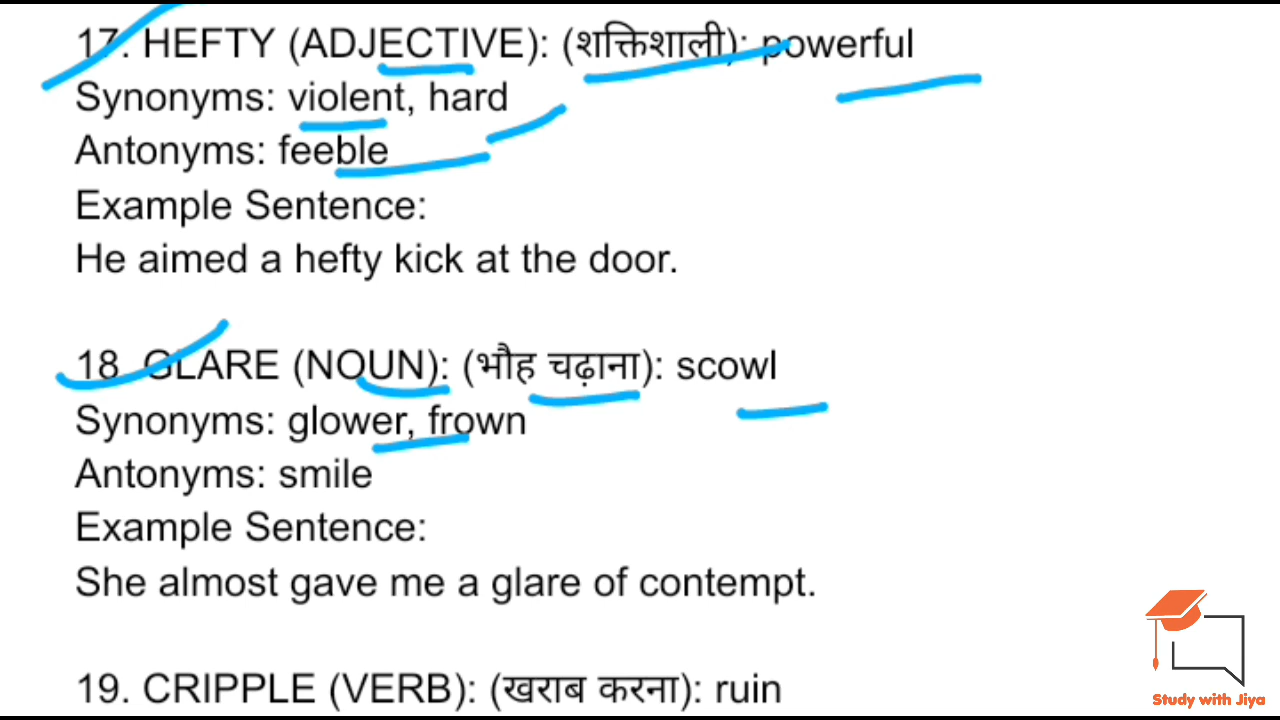 17. HEFTY (ADJECTIVE): (शक्तिशाली): powerful
Synonyms: violent, hard
Antonyms: feeble
Example Sentence:
He aimed a hefty kick at the door.
18. GLARE (NOUN): (भौह चढ़ाना): scowl
Synonyms: glower, frown
Antonyms: smile
Example Sentence:
She almost gave me a glare of contempt.
19. CRIPPLE (VERB): (खराब करना): ruin
Study with Jiya